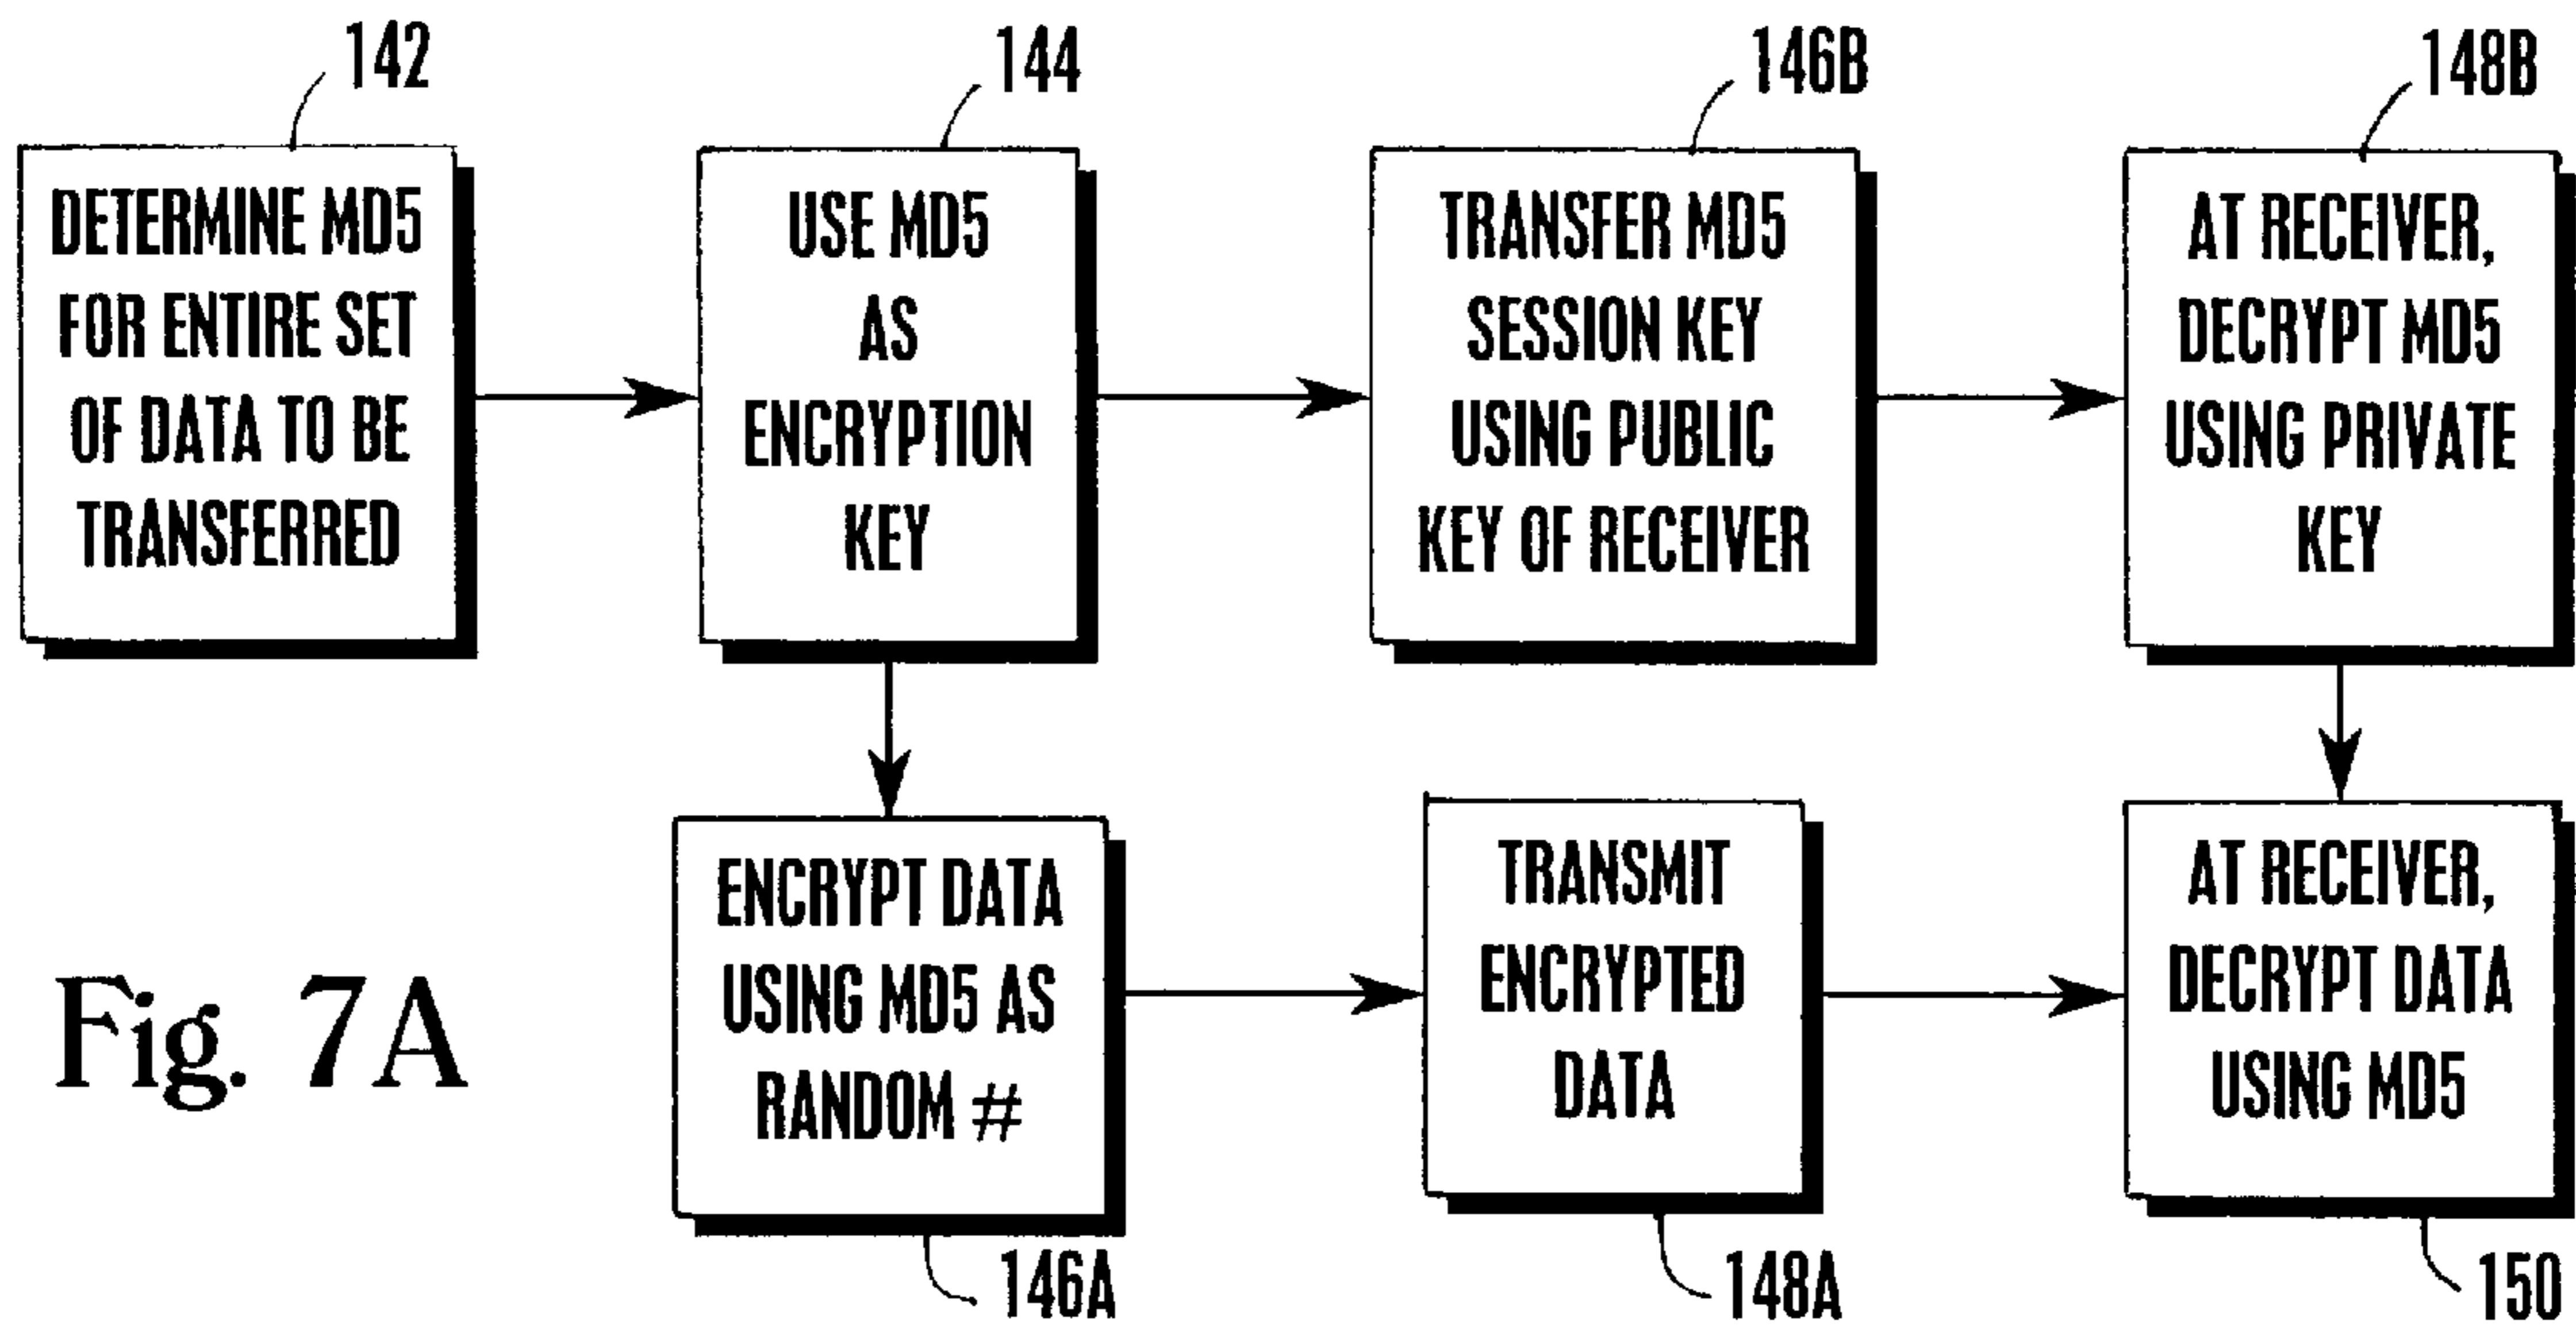 142
DETERMINE MD5
FOR ENTIRE SET
OF DATA TO BE
TRANSFERRED
144
USE MD5
AS
ENCRYPTION
KEY
146B
TRANSFER MD5
SESSION KEY
USING PUBLIC
KEY OF RECEIVER
148B
AT RECEIVER,
DECRYPT MD5
USING PRIVATE
KEY
ENCRYPT DATA
USING MD5 AS
RANDOM #
146A
TRANSMIT
ENCRYPTED
DATA
148A
AT RECEIVER,
DECRYPT DATA
USING MD5
150
Fig. 7A